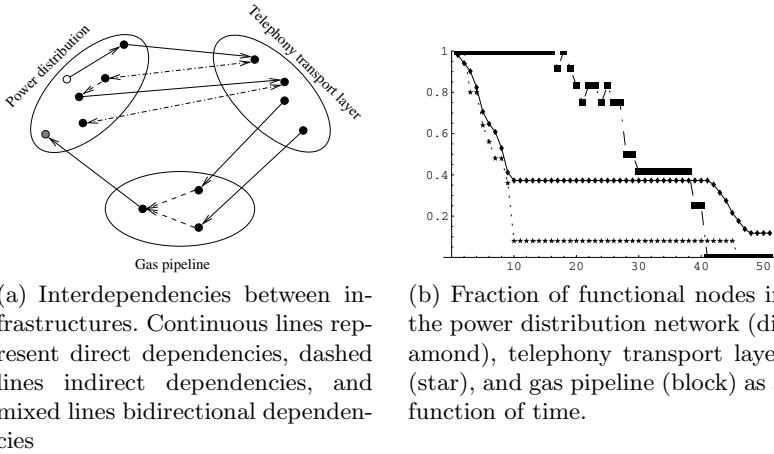 Power distribution
Telephony transport layer
Gas pipeline
1
0.8
0.6
0.4
0.2
10 20 30 40 50
(a) Interdependencies between in-
frastructures. Continuous lines rep-
resent direct dependencies, dashed
lines indirect dependencies, and
mixed lines bidirectional dependen-
cies
(b) Fraction of functional nodes in
the power distribution network (di-
amond), telephony transport laye
(star), and gas pipeline (block) as
function of time.